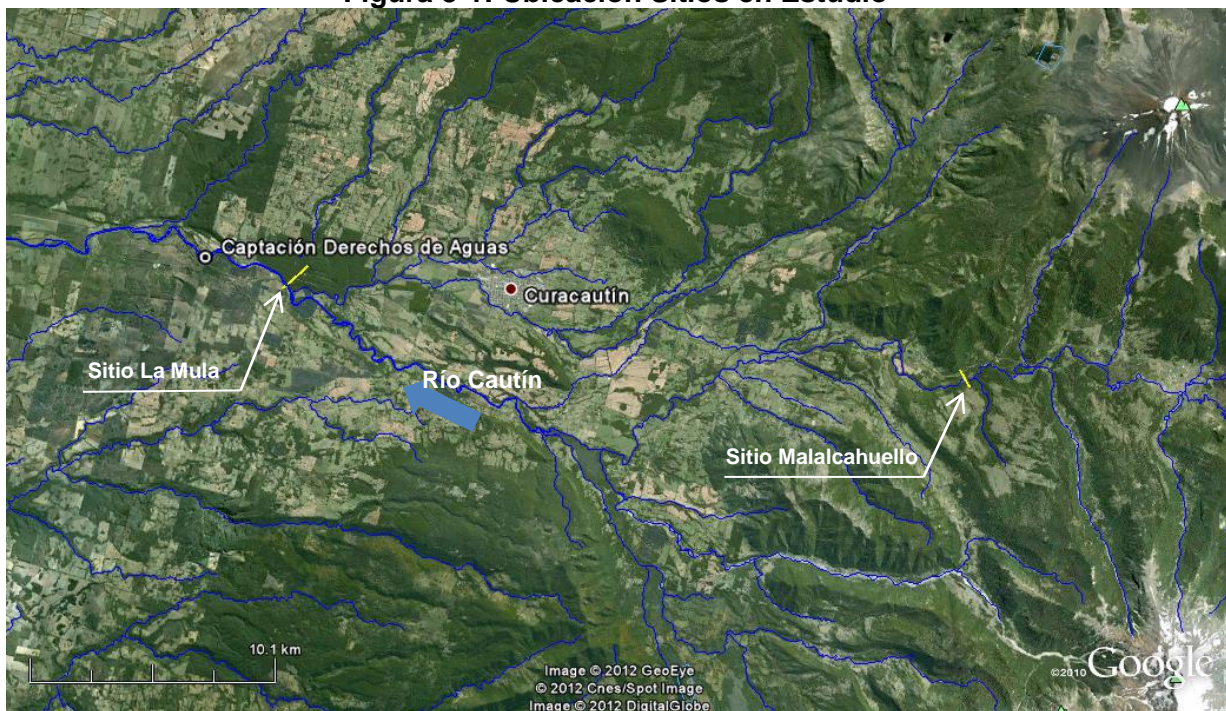 Figura 3-1. Ubicación Sitios en Estudio
Captación Derechos de Aguas
Curacautín
Sitio La Mula
Río Cautín
Sitio Malalcahuello
10.1 km
Image © 2012 GeoEye
© 2012 Cnes/Spot Image
Image © 2012 DigitalGlobe
©2010 Google